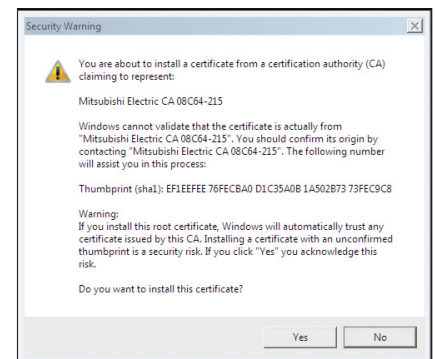 Security Warning
You are about to install a certificate from a certification authority (CA)
claiming to represent:
Mitsubishi Electric CA 08C64-215
Windows cannot validate that the certificate is actually from
"Mitsubishi Electric CA 08C64-215". You should confirm its origin by
contacting "Mitsubishi Electric CA 08C64-215". The following number
will assist you in this process:
Thumbprint (sha1): EF1EEFEE 76FECBA0 D1C35A0B 1A502B73 73FEC9C8
Warning:
If you install this root certificate, Windows will automatically trust any
certificate issued by this CA. Installing a certificate with an unconfirmed
thumbprint is a security risk. If you click "Yes" you acknowledge this
risk.
Do you want to install this certificate?
Yes No